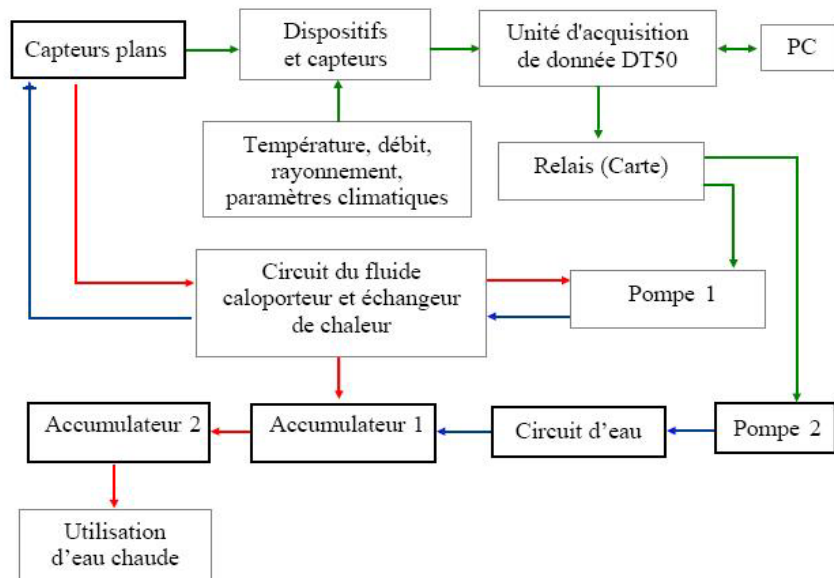 Capteurs plans
Dispositifs
et capteurs
Unité d'acquisition
de donnée DT50
PC
Température, débit,
rayonnement,
paramètres climatiques
Relais (Carte)
Circuit du fluide
caloporteur et échangeur
de chaleur
Pompe 1
Accumulateur 2
Accumulateur 1
Circuit d’eau
Pompe 2
Utilisation
d’eau chaude